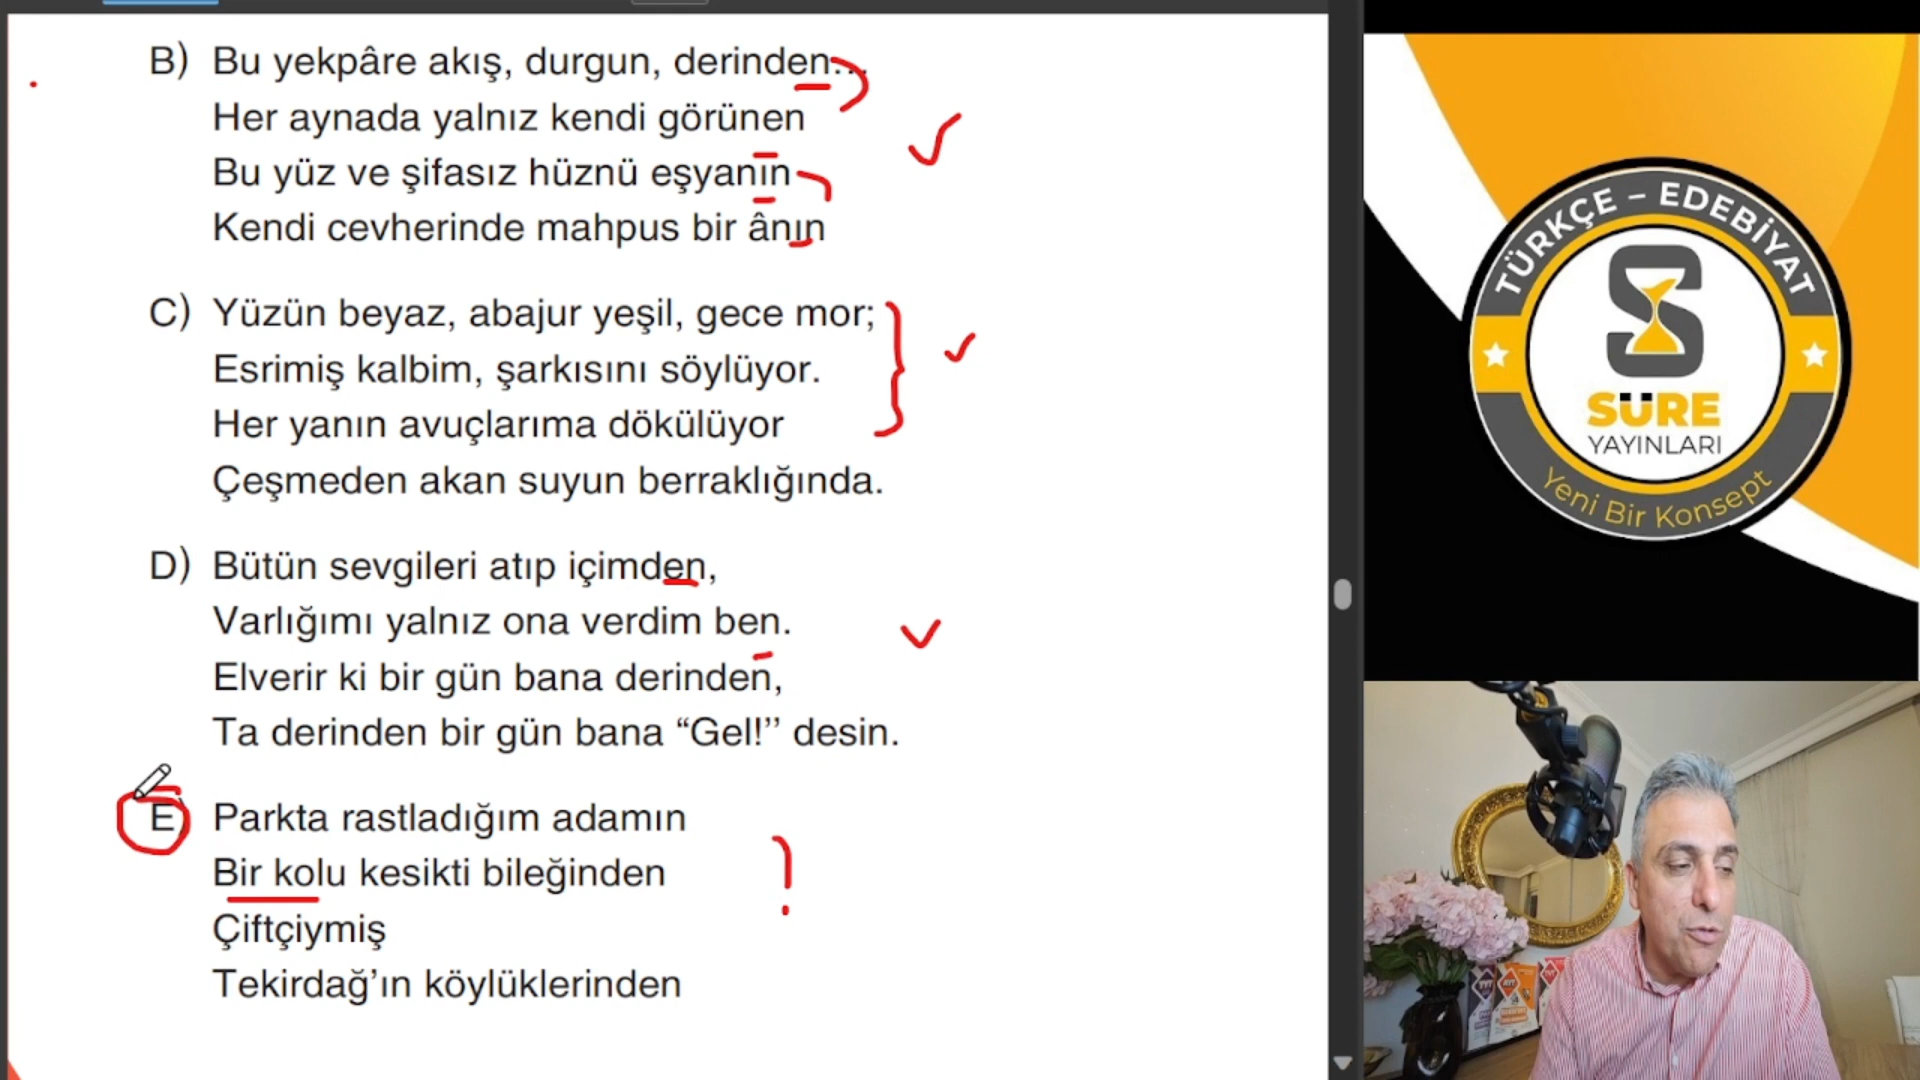 B) Bu yekpâre akış, durgun, derinden...
Her aynada yalnız kendi görünen
Bu yüz ve şifasız hüznü eşyanın
Kendi cevherinde mahpus bir ânın
C) Yüzün beyaz, abajur yeşil, gece mor;
Esrimiş kalbim, şarkısını söylüyor.
Her yanın avuçlarıma dökülüyor
Çeşmeden akan suyun berraklığında.
D) Bütün sevgileri atıp içimden,
Varlığımı yalnız ona verdim ben.
Elverir ki bir gün bana derinden,
Ta derinden bir gün bana “Gel!’’ desin.
E) Parkta rastladığım adamın
Bir kolu kesikti bileğinden
Çiftçiymiş
Tekirdağ’ın köylüklerinden
TÜRKÇE – EDEBİYAT
SÜRE
YAYINLARI
Yeni Bir Konsept